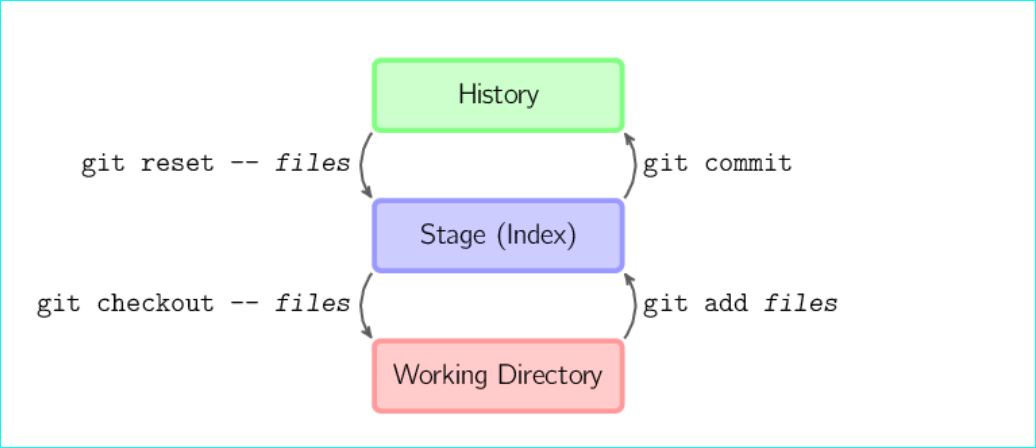 History
git reset -- files
git commit
Stage (Index)
git checkout -- files
git add files
Working Directory